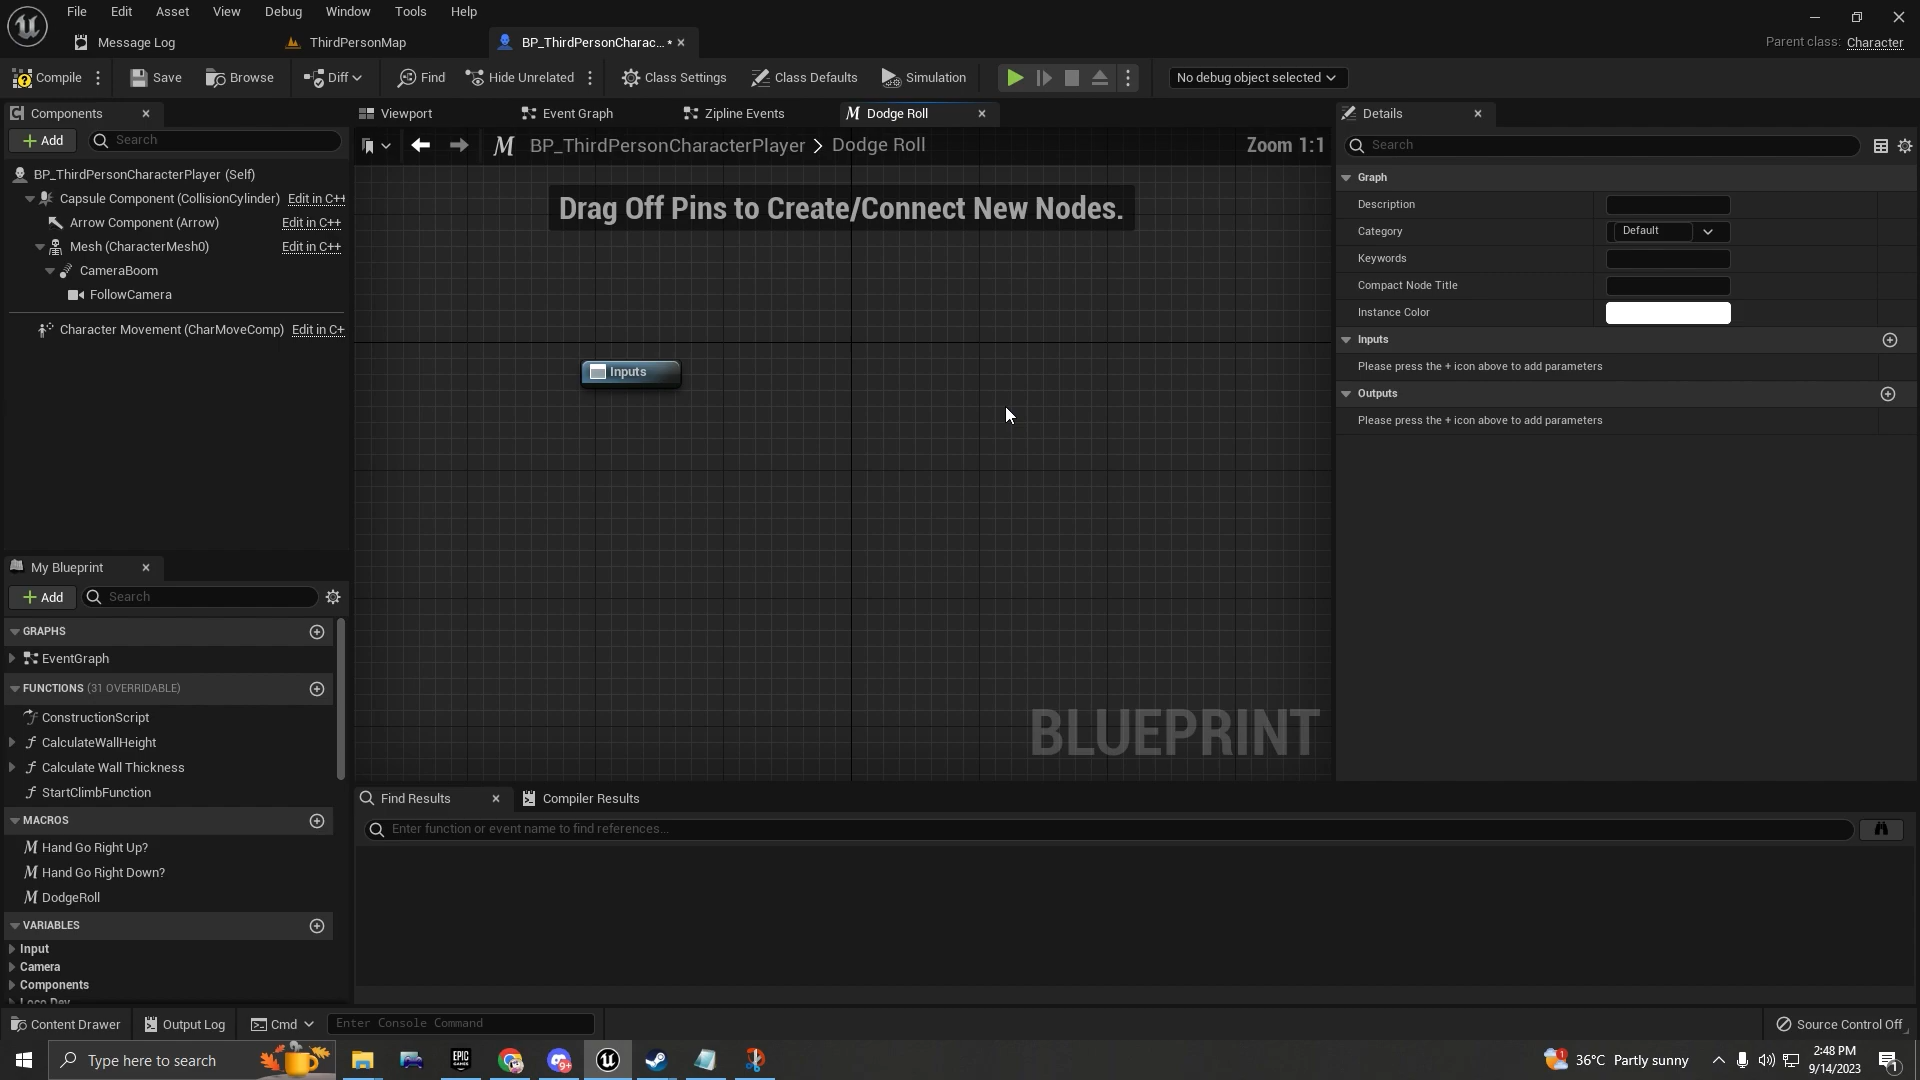 File Edit Asset View Debug Window Tools Help
Message Log ThirdPersonMap BP_ThirdPersonCharac... • Parent class: Character
Compile Save Browse Diff Find Hide Unrelated Class Settings Class Defaults Simulation No debug object selected
Components
Add Search
BP_ThirdPersonCharacterPlayer (Self)
Capsule Component (CollisionCylinder) Edit in C++
Arrow Component (Arrow) Edit in C++
Mesh (CharacterMesh0) Edit in C++
CameraBoom
FollowCamera
Character Movement (CharMoveComp) Edit in C+
My Blueprint
Add Search
GRAPHS
EventGraph
FUNCTIONS (31 OVERRIDABLE)
ConstructionScript
CalculateWallHeight
Calculate Wall Thickness
StartClimbFunction
MACROS
Hand Go Right Up?
Hand Go Right Down?
DodgeRoll
VARIABLES
Input
Camera
Components
Viewport Event Graph Zipline Events Dodge Roll
BP_ThirdPersonCharacterPlayer > Dodge Roll Zoom 1:1
Drag Off Pins to Create/Connect New Nodes.
Inputs
BLUEPRINT
Find Results Compiler Results
Enter function or event name to find references...
Details
Search
Graph
Description
Category Default
Keywords
Compact Node Title
Instance Color
Inputs
Please press the + icon above to add parameters
Outputs
Please press the + icon above to add parameters
Content Drawer Output Log Cmd Enter Console Command Source Control Off
Type here to search EPIC GAMES 36°C Partly sunny 2:48 PM
9/14/2023